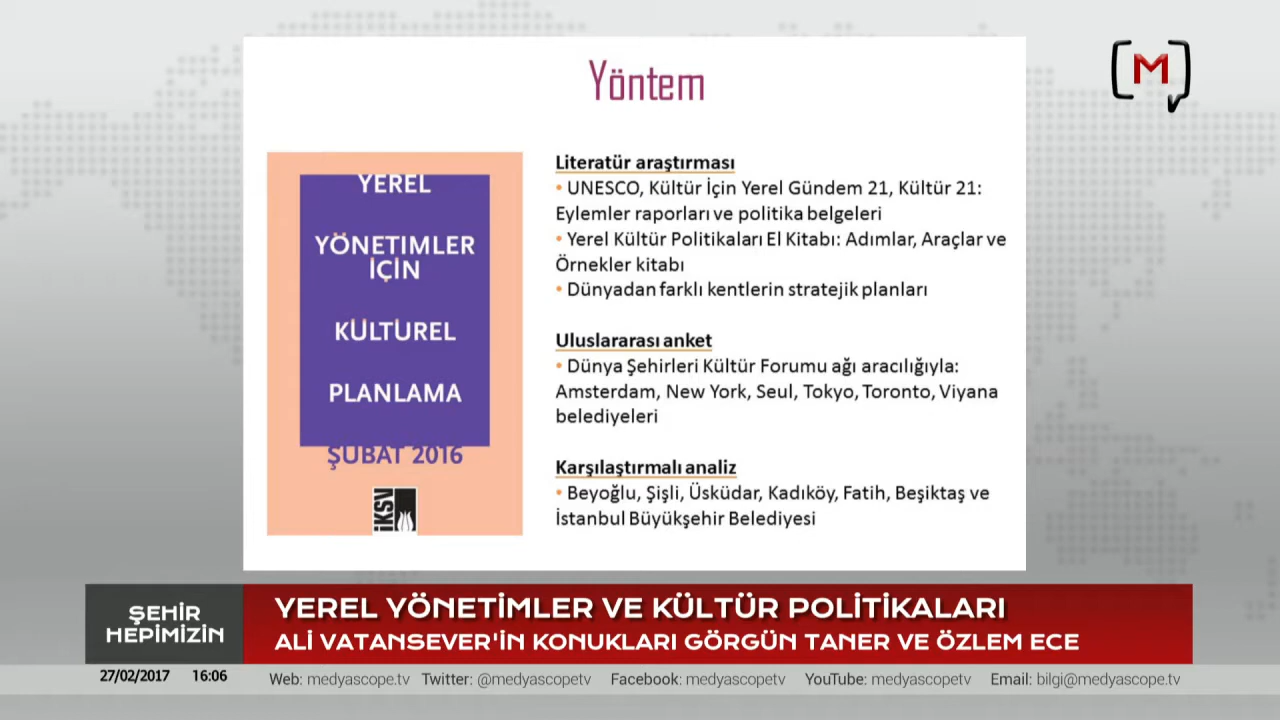 Yöntem
M
YEREL
YÖNETIMLER
İÇİN
KÜLTÜREL
PLANLAMA
ŞUBAT 2016
İKSV
Literatür araştırması
• UNESCO, Kültür İçin Yerel Gündem 21, Kültür 21:
Eylemler raporları ve politika belgeleri
• Yerel Kültür Politikaları El Kitabı: Adımlar, Araçlar ve
Örnekler kitabı
• Dünyadan farklı kentlerin stratejik planları
Uluslararası anket
• Dünya Şehirleri Kültür Forumu ağı aracılığıyla:
Amsterdam, New York, Seul, Tokyo, Toronto, Viyana
belediyeleri
Karşılaştırmalı analiz
• Beyoğlu, Şişli, Üsküdar, Kadıköy, Fatih, Beşiktaş ve
İstanbul Büyükşehir Belediyesi
ŞEHİR
HEPİMİZİN
YEREL YÖNETİMLER VE KÜLTÜR POLİTİKALARI
ALİ VATANSEVER'İN KONUKLARI GÖRGÜN TANER VE ÖZLEM ECE
27/02/2017 16:06 Web: medyascope.tv Twitter: @medyascopetv Facebook: medyascopetv YouTube: medyascopetv Email: bilgi@medyascope.tv